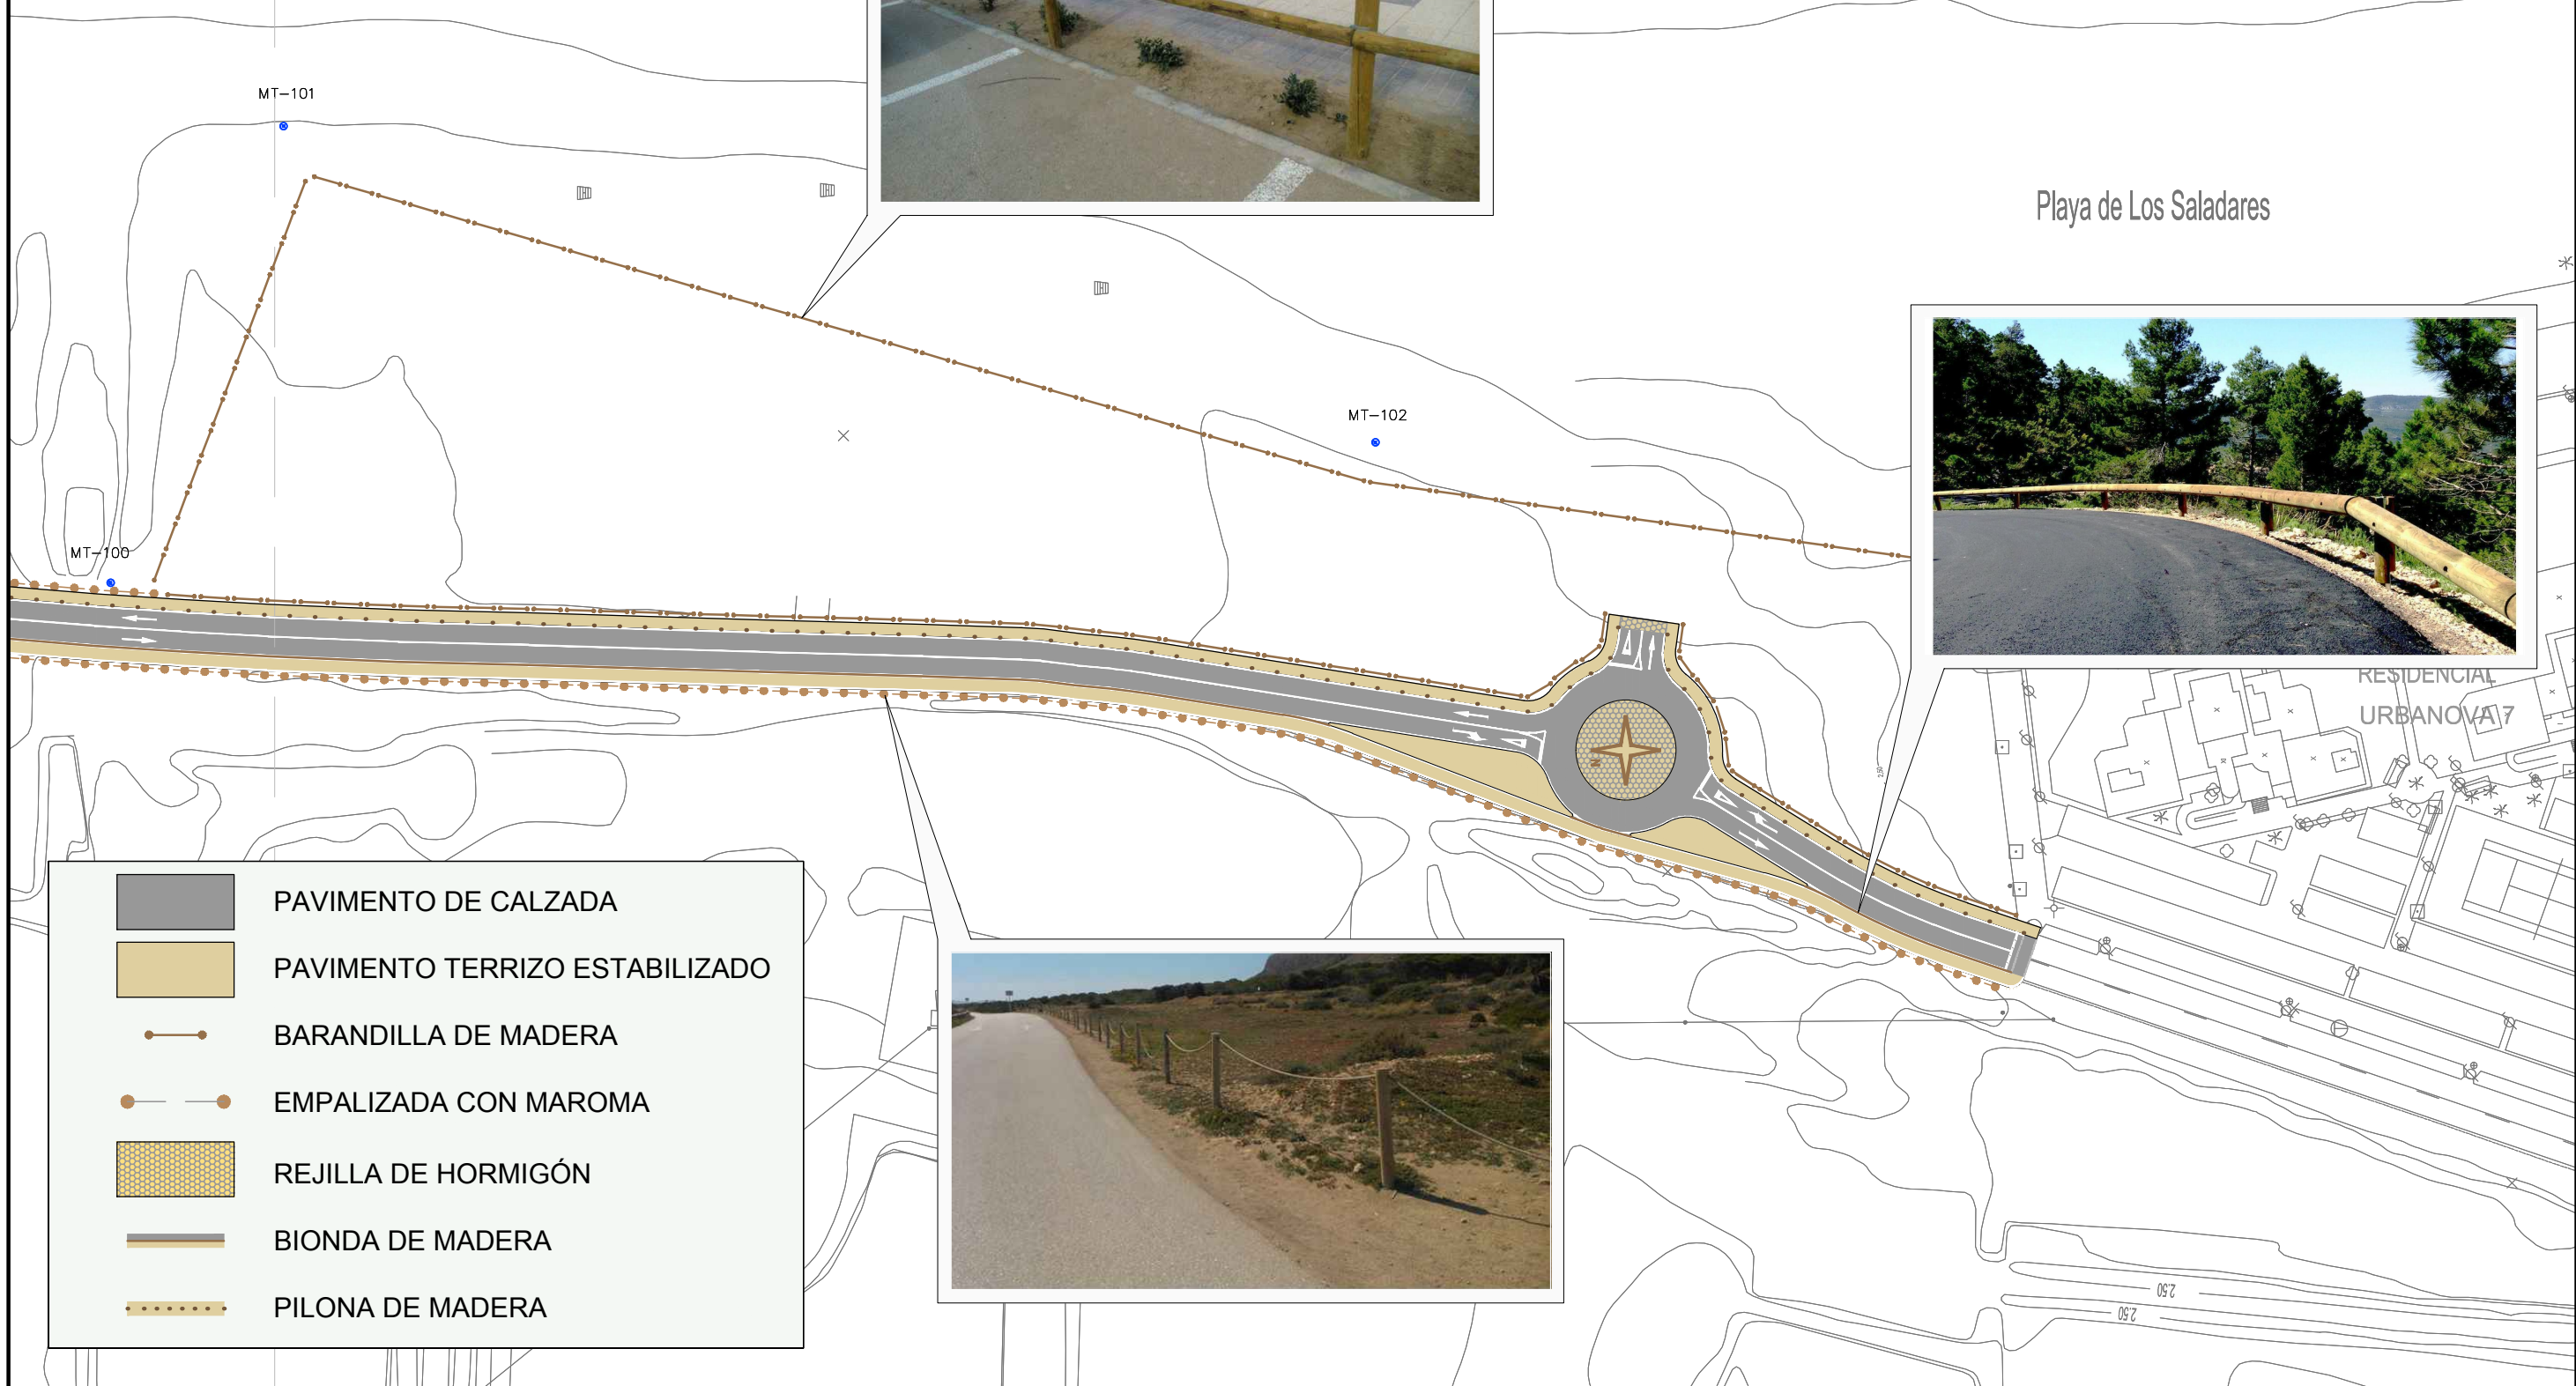 MT-101
Playa de Los Saladares
MT-102
MT-100
RESIDENCIAL
URBANOVA 7
2.50
N
PAVIMENTO DE CALZADA
PAVIMENTO TERRIZO ESTABILIZADO
BARANDILLA DE MADERA
EMPALIZADA CON MAROMA
REJILLA DE HORMIGÓN
BIONDA DE MADERA
PILONA DE MADERA
2.50
2.50